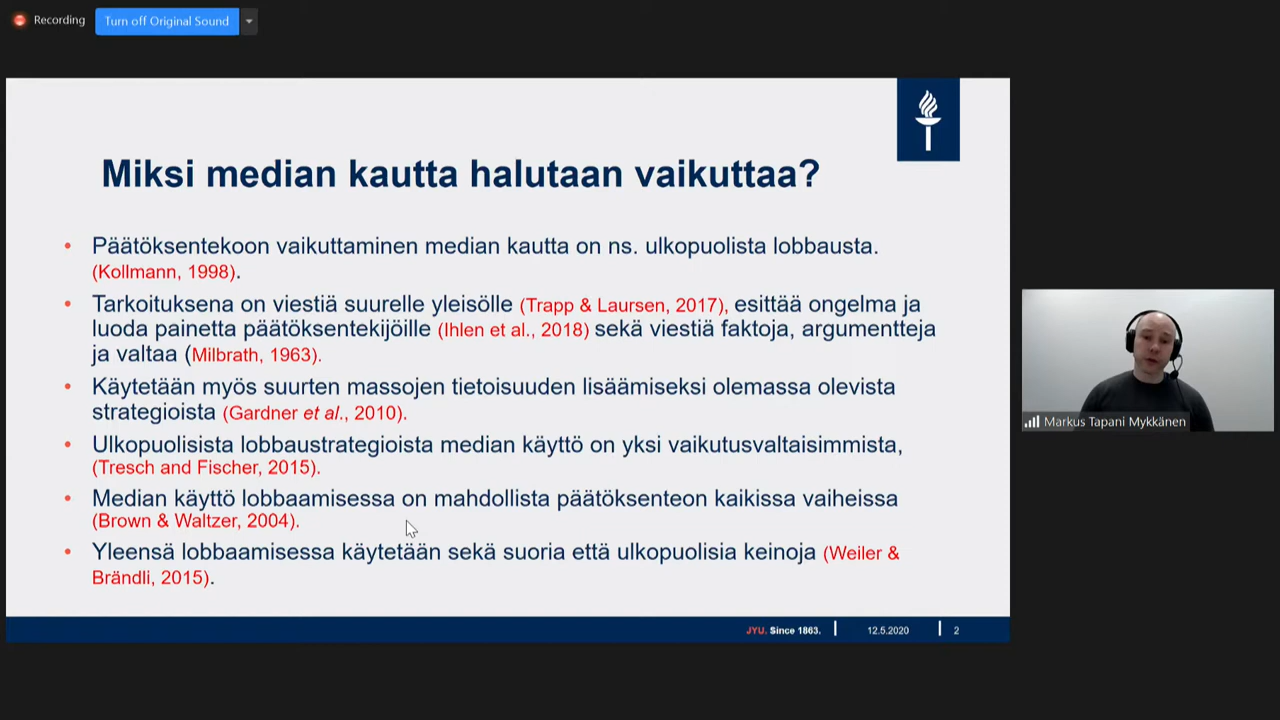 Recording
Turn off Original Sound
Miksi median kautta halutaan vaikuttaa?
• Päätöksentekoon vaikuttaminen median kautta on ns. ulkopuolista lobbausta.
(Kollmann, 1998).
• Tarkoituksena on viestiä suurelle yleisölle (Trapp & Laursen, 2017), esittää ongelma ja
luoda painetta päätöksentekijöille (Ihlen et al., 2018) sekä viestiä faktoja, argumentteja
ja valtaa (Milbrath, 1963).
• Käytetään myös suurten massojen tietoisuuden lisäämiseksi olemassa olevista
strategioista (Gardner et al., 2010).
• Ulkopuolisista lobbaustrategioista median käyttö on yksi vaikutusvaltaisimmista,
(Tresch and Fischer, 2015).
• Median käyttö lobbaamisessa on mahdollista päätöksenteon kaikissa vaiheissa
(Brown & Waltzer, 2004).
• Yleensä lobbaamisessa käytetään sekä suoria että ulkopuolisia keinoja (Weiler &
Brändli, 2015).
JYU. Since 1863.
12.5.2020
2
Markus Tapani Mykkänen